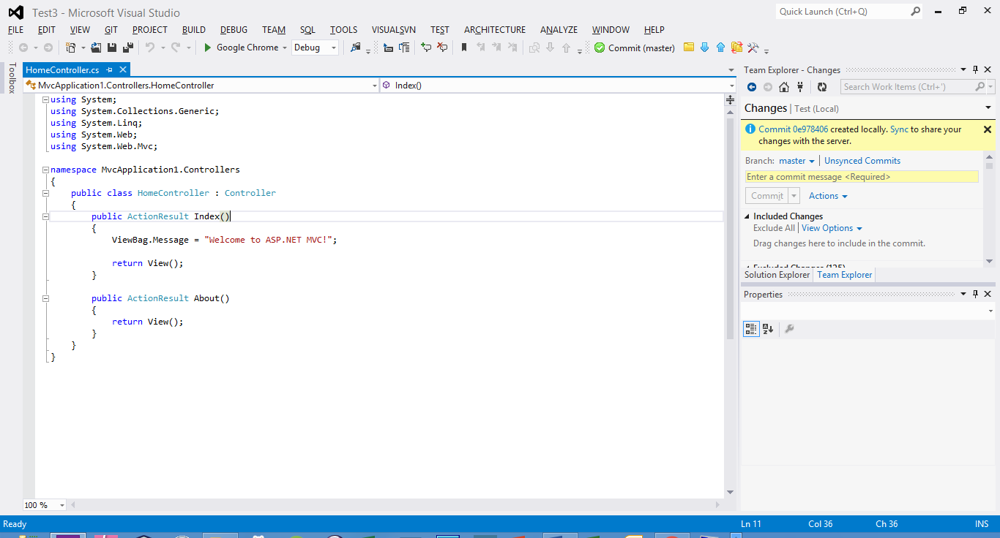 Test3 - Microsoft Visual Studio
Quick Launch (Ctrl+Q)
FILE EDIT VIEW GIT PROJECT BUILD DEBUG TEAM SQL TOOLS VISUALSVN TEST ARCHITECTURE ANALYZE WINDOW HELP
Google Chrome Debug Commit (master)
Toolbox
HomeController.cs
MvcApplication1.Controllers.HomeController Index()
using System;
using System.Collections.Generic;
using System.Linq;
using System.Web;
using System.Web.Mvc;
namespace MvcApplication1.Controllers
{
public class HomeController : Controller
{
public ActionResult Index()
{
ViewBag.Message = "Welcome to ASP.NET MVC!";
return View();
}
public ActionResult About()
{
return View();
}
}
}
100 %
Team Explorer - Changes
Search Work Items (Ctrl+')
Changes | Test (Local)
Commit 0e978406 created locally. Sync to share your
changes with the server.
Branch: master Unsynced Commits
Enter a commit message <Required>
Commit Actions
Included Changes
Exclude All View Options
Drag changes here to include in the commit.
Excluded Changes (125)
Solution Explorer Team Explorer
Properties
Ready Ln 11 Col 36 Ch 36 INS